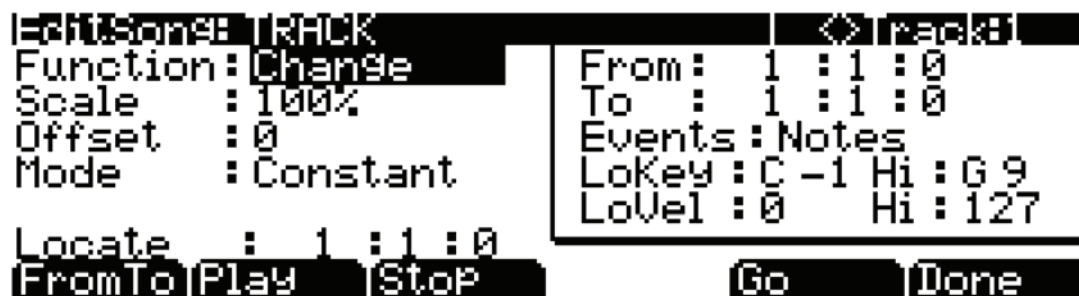 EditSong:TRACK <>Track:1
Function:Change
Scale :100%
Offset :0
Mode :Constant
Locate : 1 :1 :0
From: 1 :1 :0
To : 1 :1 :0
Events:Notes
LoKey:C -1 Hi:G 9
LoVel:0 Hi:127
FromTo Play Stop Go Done